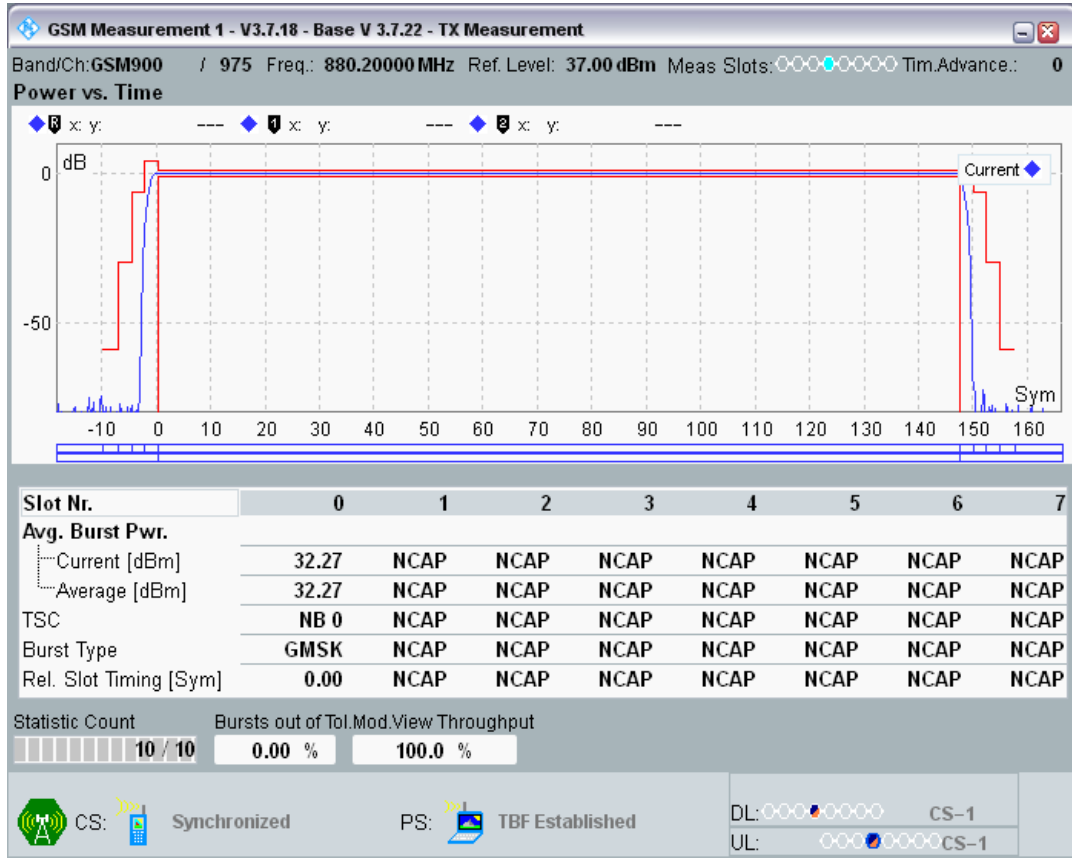 GSM Measurement 1 - V3.7.18 - Base V 3.7.22 - TX Measurement
Band/Ch:GSM900 / 975 Freq.: 880.20000 MHz Ref. Level: 37.00 dBm Meas Slots: Tim.Advance.: 0
Power vs. Time
R x: y: --- 1 x: y: --- 2 x: y: ---
dB
Current
0
-50
Sym
-10 0 10 20 30 40 50 60 70 80 90 100 110 120 130 140 150 160
Slot Nr. 0 1 2 3 4 5 6 7
Avg. Burst Pwr.
Current [dBm] 32.27 NCAP NCAP NCAP NCAP NCAP NCAP NCAP
Average [dBm] 32.27 NCAP NCAP NCAP NCAP NCAP NCAP NCAP
TSC NB 0 NCAP NCAP NCAP NCAP NCAP NCAP NCAP
Burst Type GMSK NCAP NCAP NCAP NCAP NCAP NCAP NCAP
Rel. Slot Timing [Sym] 0.00 NCAP NCAP NCAP NCAP NCAP NCAP NCAP
Statistic Count Bursts out of Tol. Mod.View Throughput
10 / 10 0.00 % 100.0 %
CS: Synchronized PS: TBF Established
DL: CS-1
UL: CS-1